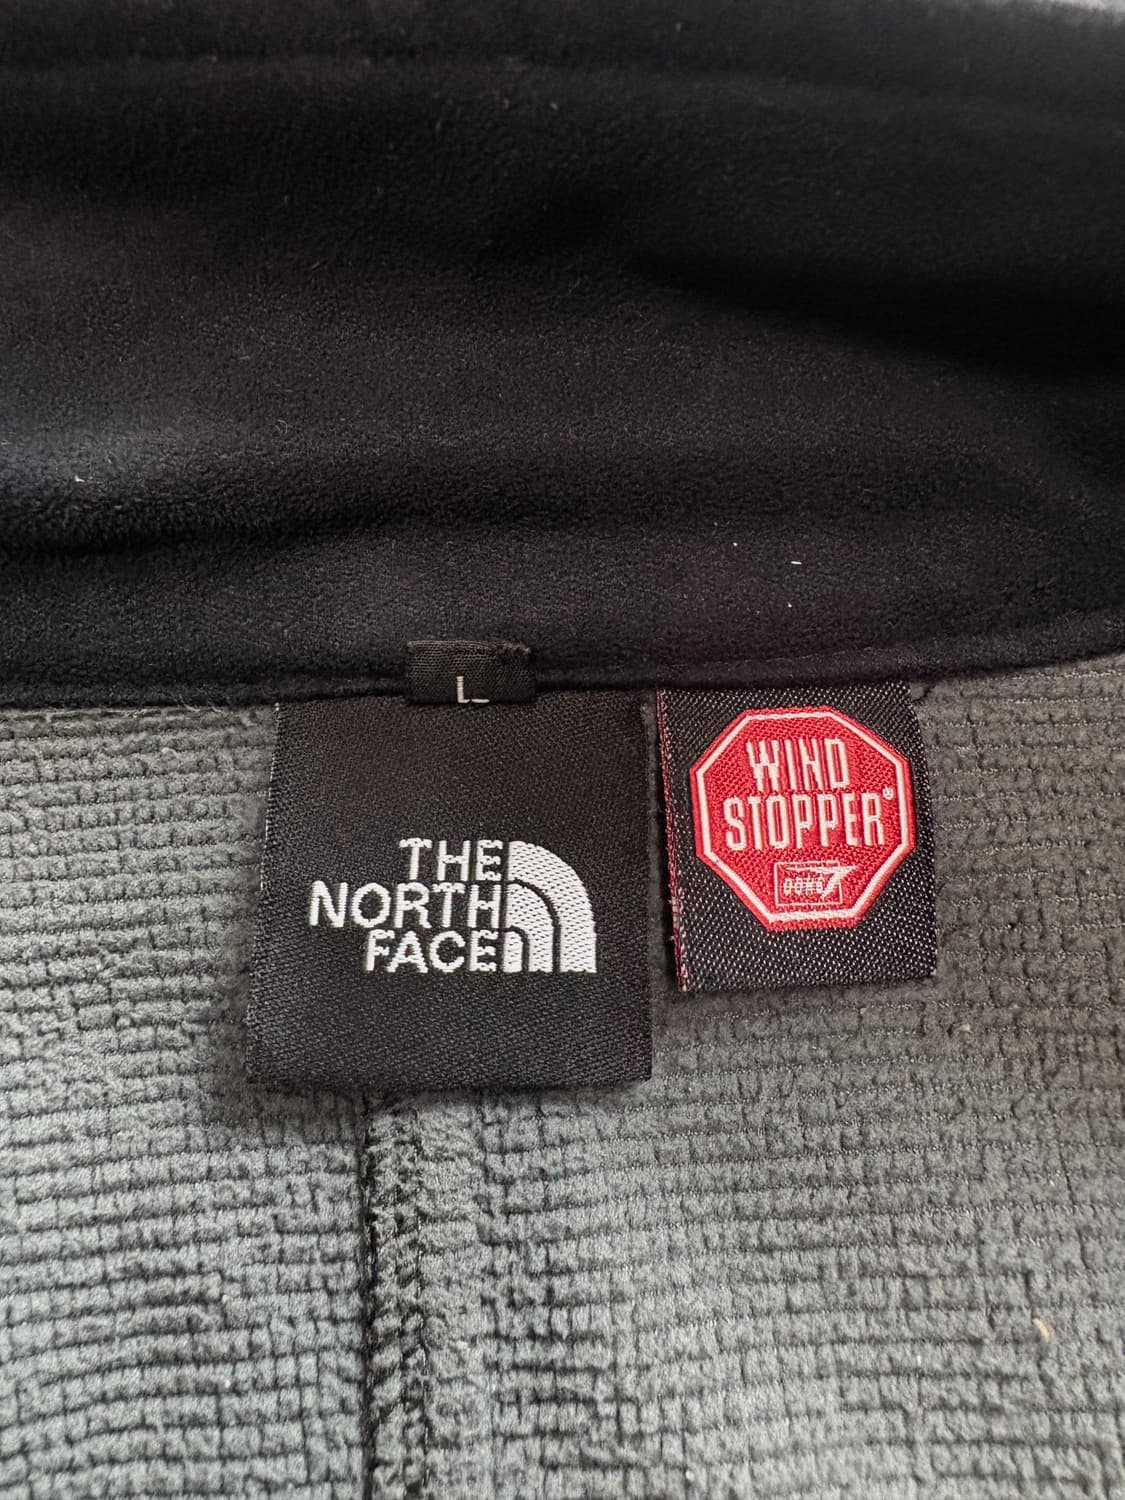 L
THE
NORTH
FACE
WIND
STOPPER®